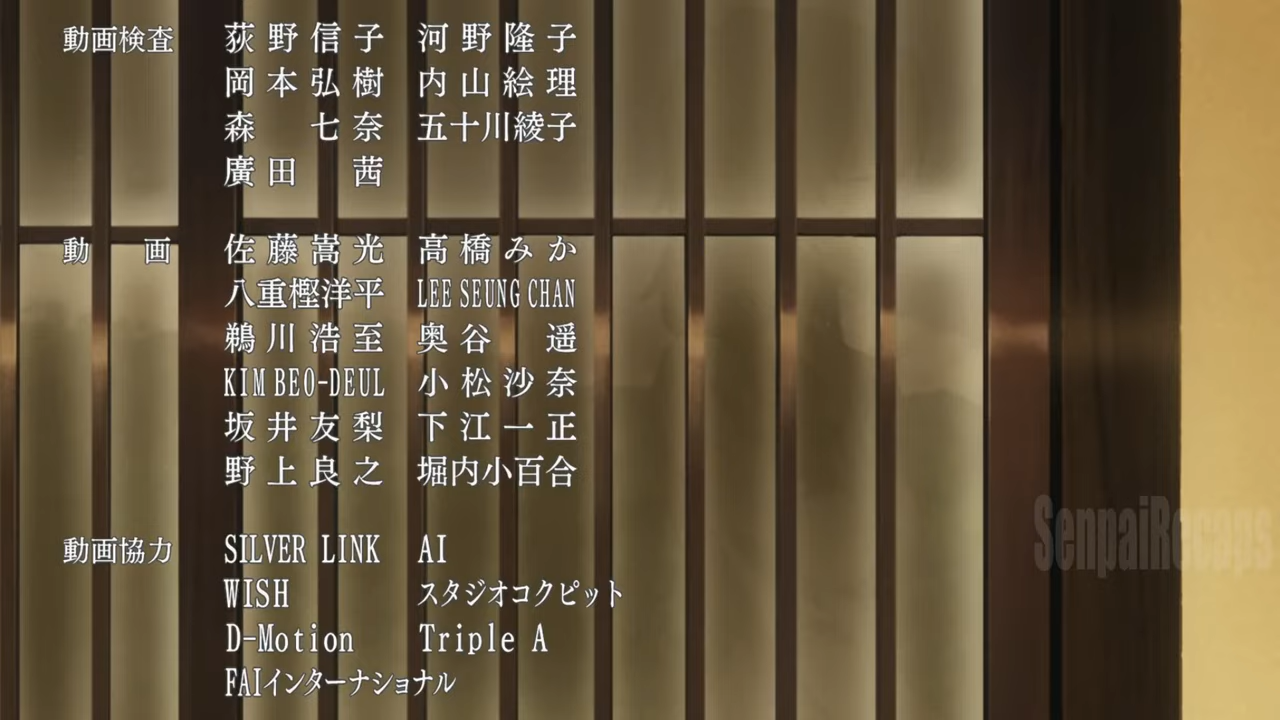 動画検査 荻野信子 河野隆子
岡本弘樹 内山絵理
森 七奈 五十川綾子
廣田 茜
動 画 佐藤嵩光 高橋みか
八重樫洋平 LEE SEUNG CHAN
鵜川浩至 奥谷 遥
KIM BEO-DEUL 小松沙奈
坂井友梨 下江一正
野上良之 堀内小百合
動画協力 SILVER LINK AI
WISH スタジオコクピット
D-Motion Triple A
FAIインターナショナル
SenpaiRecaps